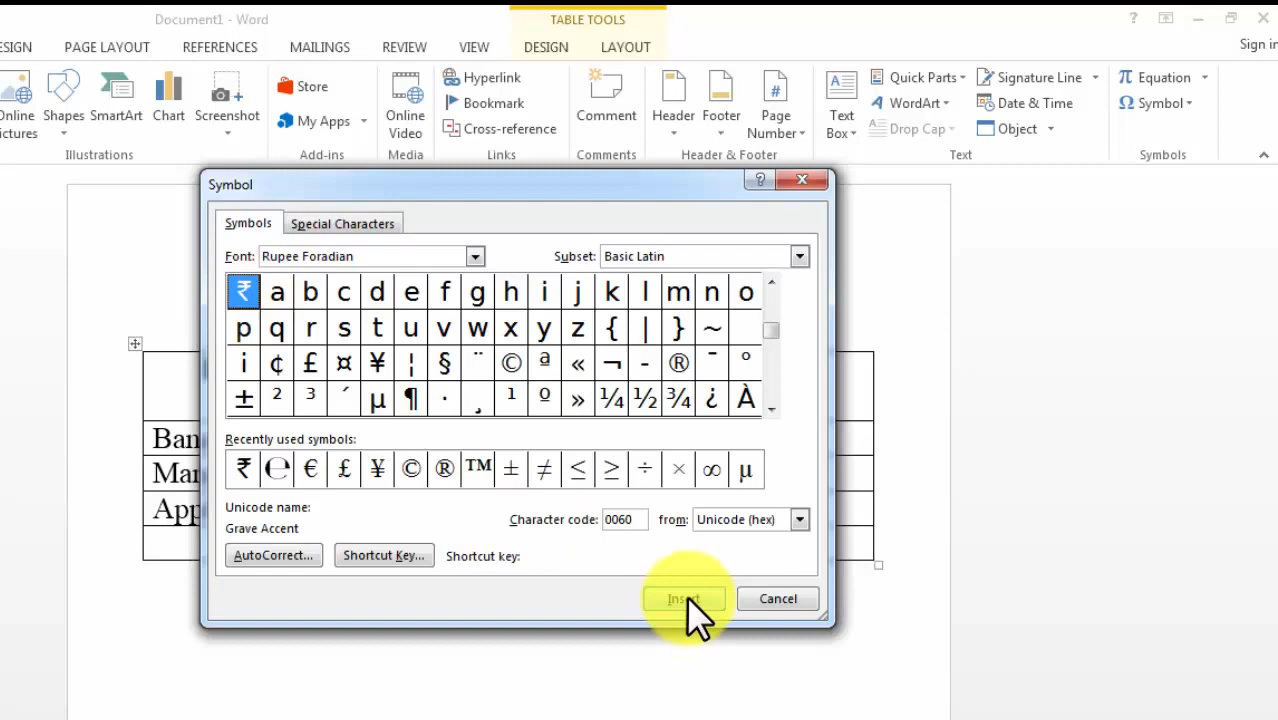 Document1 - Word
TABLE TOOLS
ESIGN PAGE LAYOUT REFERENCES MAILINGS REVIEW VIEW DESIGN LAYOUT
Sign in
Online
ictures
Shapes SmartArt Chart Screenshot
Illustrations
Store
My Apps
Add-ins
Online
Video
Media
Hyperlink
Bookmark
Cross-reference
Links
Comment
Comments
Header Footer Page
Number
Header & Footer
Text
Box
Quick Parts
WordArt
Drop Cap
Signature Line
Date & Time
Object
Text
π Equation
Ω Symbol
Symbols
Symbol
Symbols Special Characters
Font: Rupee Foradian Subset: Basic Latin
₹ a b c d e f g h i j k l m n o
p q r s t u v w x y z { | } ~
¡ ¢ £ ¤ ¥ ¦ § ¨ © ª « ¬ - ® ¯ °
± ² ³ ´ µ ¶ · ¸ ¹ º » ¼ ½ ¾ ¿ À
Recently used symbols:
₹ ℮ € £ ¥ © ® ™ ± ≠ ≤ ≥ ÷ × ∞ µ
Unicode name:
Grave Accent
Character code: 0060 from: Unicode (hex)
AutoCorrect... Shortcut Key... Shortcut key:
Insert Cancel
Ban
Man
App